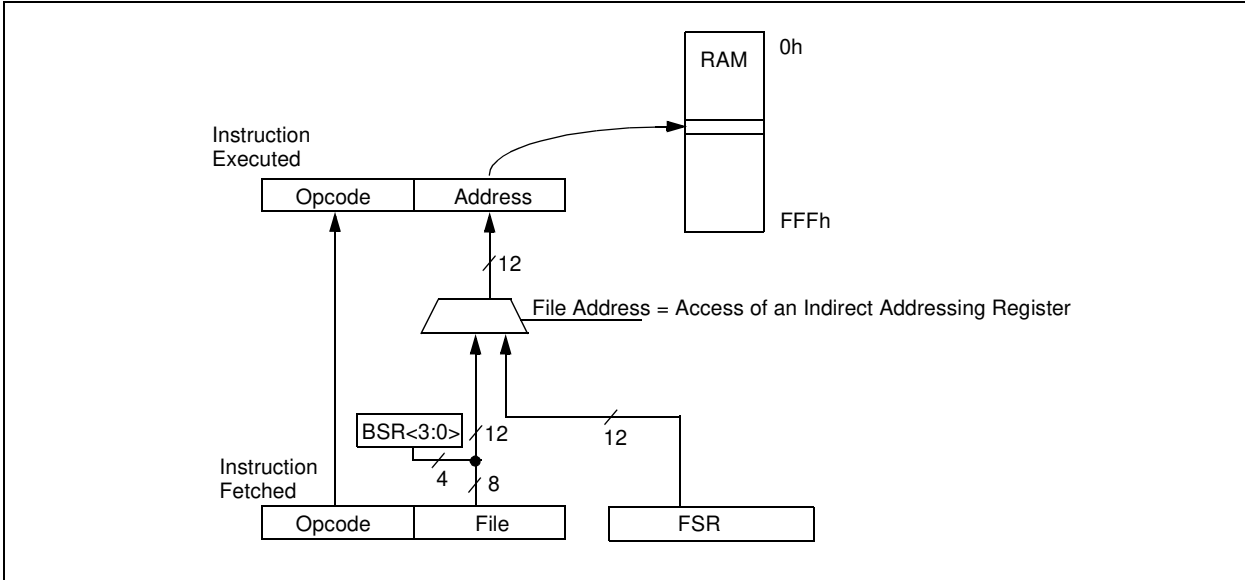 RAM
0h
Instruction
Executed
Opcode
Address
FFFh
12
File Address = Access of an Indirect Addressing Register
BSR<3:0>
12
12
4
8
Instruction
Fetched
Opcode
File
FSR